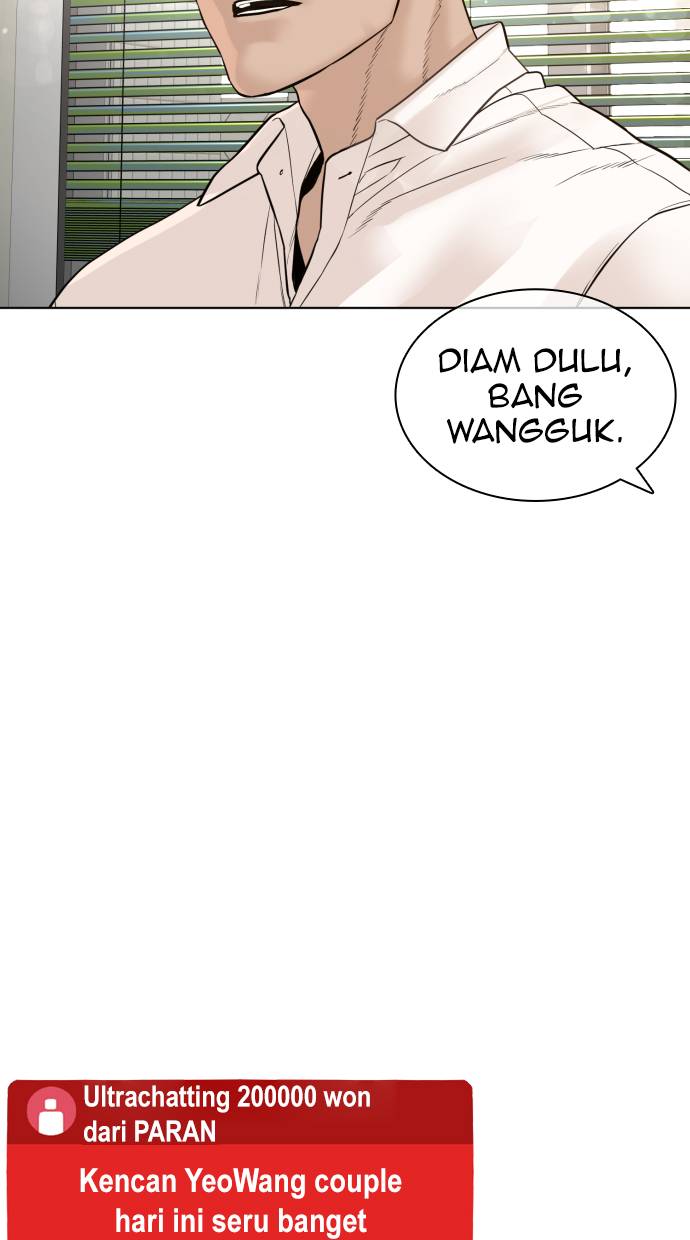 DIAM DULU,
BANG
WANGGUK.
Ultrachatting 200000 won
dari PARAN
Kencan YeoWang couple
hari ini seru banget